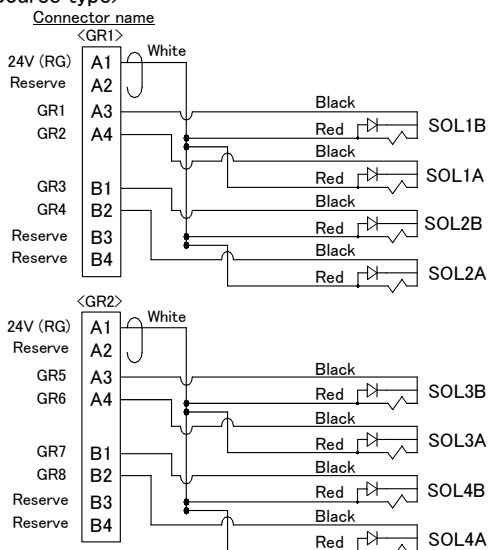 Connector name
<GR1>
White
24V (RG) A1
Reserve A2
GR1 A3 Black
Red SOL1B
GR2 A4 Black
Red SOL1A
GR3 B1 Black
Red SOL2B
GR4 B2 Black
Red SOL2A
Reserve B3
Reserve B4
<GR2>
White
24V (RG) A1
Reserve A2
GR5 A3 Black
Red SOL3B
GR6 A4 Black
Red SOL3A
GR7 B1 Black
Red SOL4B
GR8 B2 Black
Red SOL4A
Reserve B3
Reserve B4